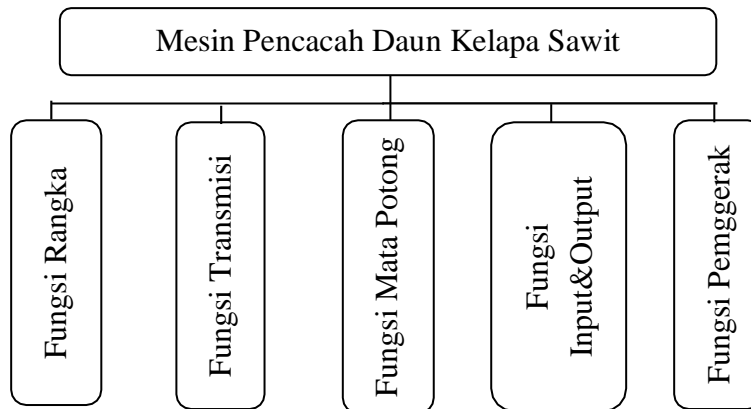 Mesin Pencacah Daun Kelapa Sawit
Fungsi Rangka
Fungsi Transmisi
Fungsi Mata Potong
Fungsi
Input&Output
Fungsi Pemggerak